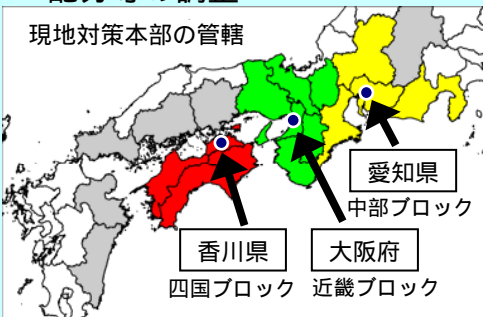 現地対策本部の管轄
愛知県
中部ブロック
香川県
大阪府
四国ブロック
近畿ブロック